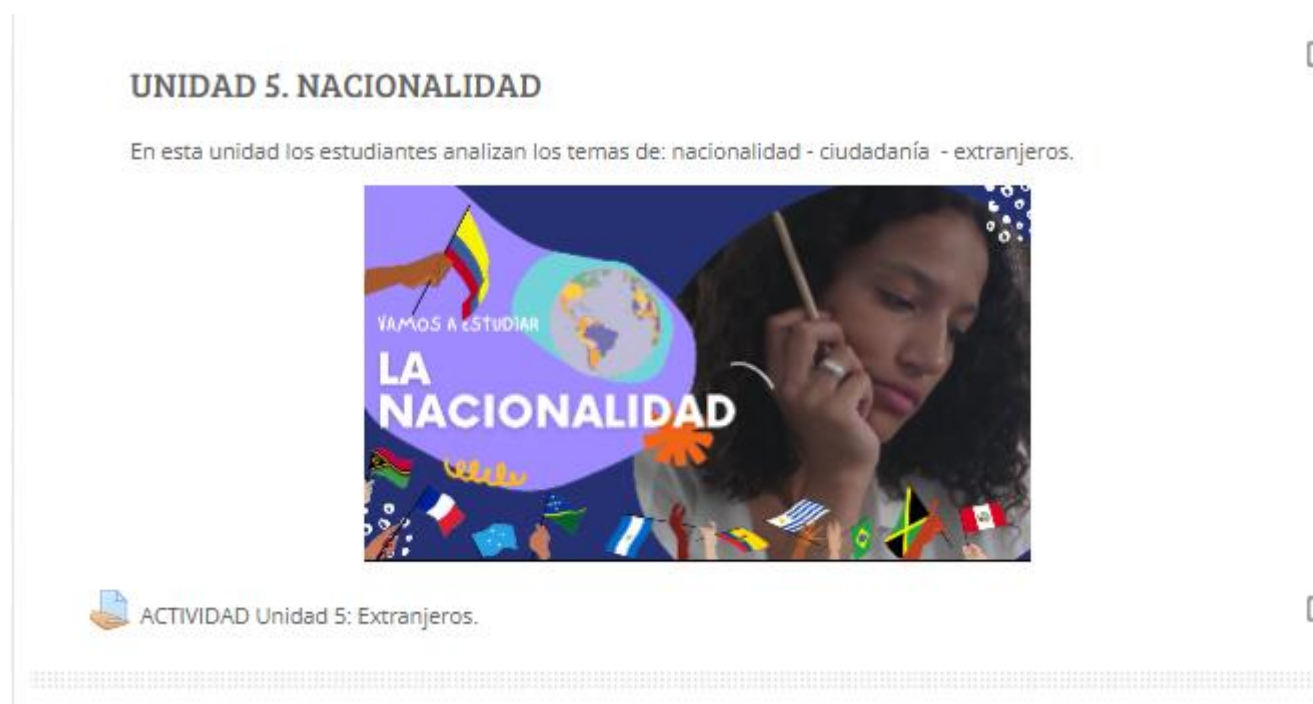 UNIDAD 5. NACIONALIDAD
En esta unidad los estudiantes analizan los temas de: nacionalidad - ciudadanía  - extranjeros.
VAMOS A ESTUDIAR
LA
NACIONALIDAD
ACTIVIDAD Unidad 5: Extranjeros.